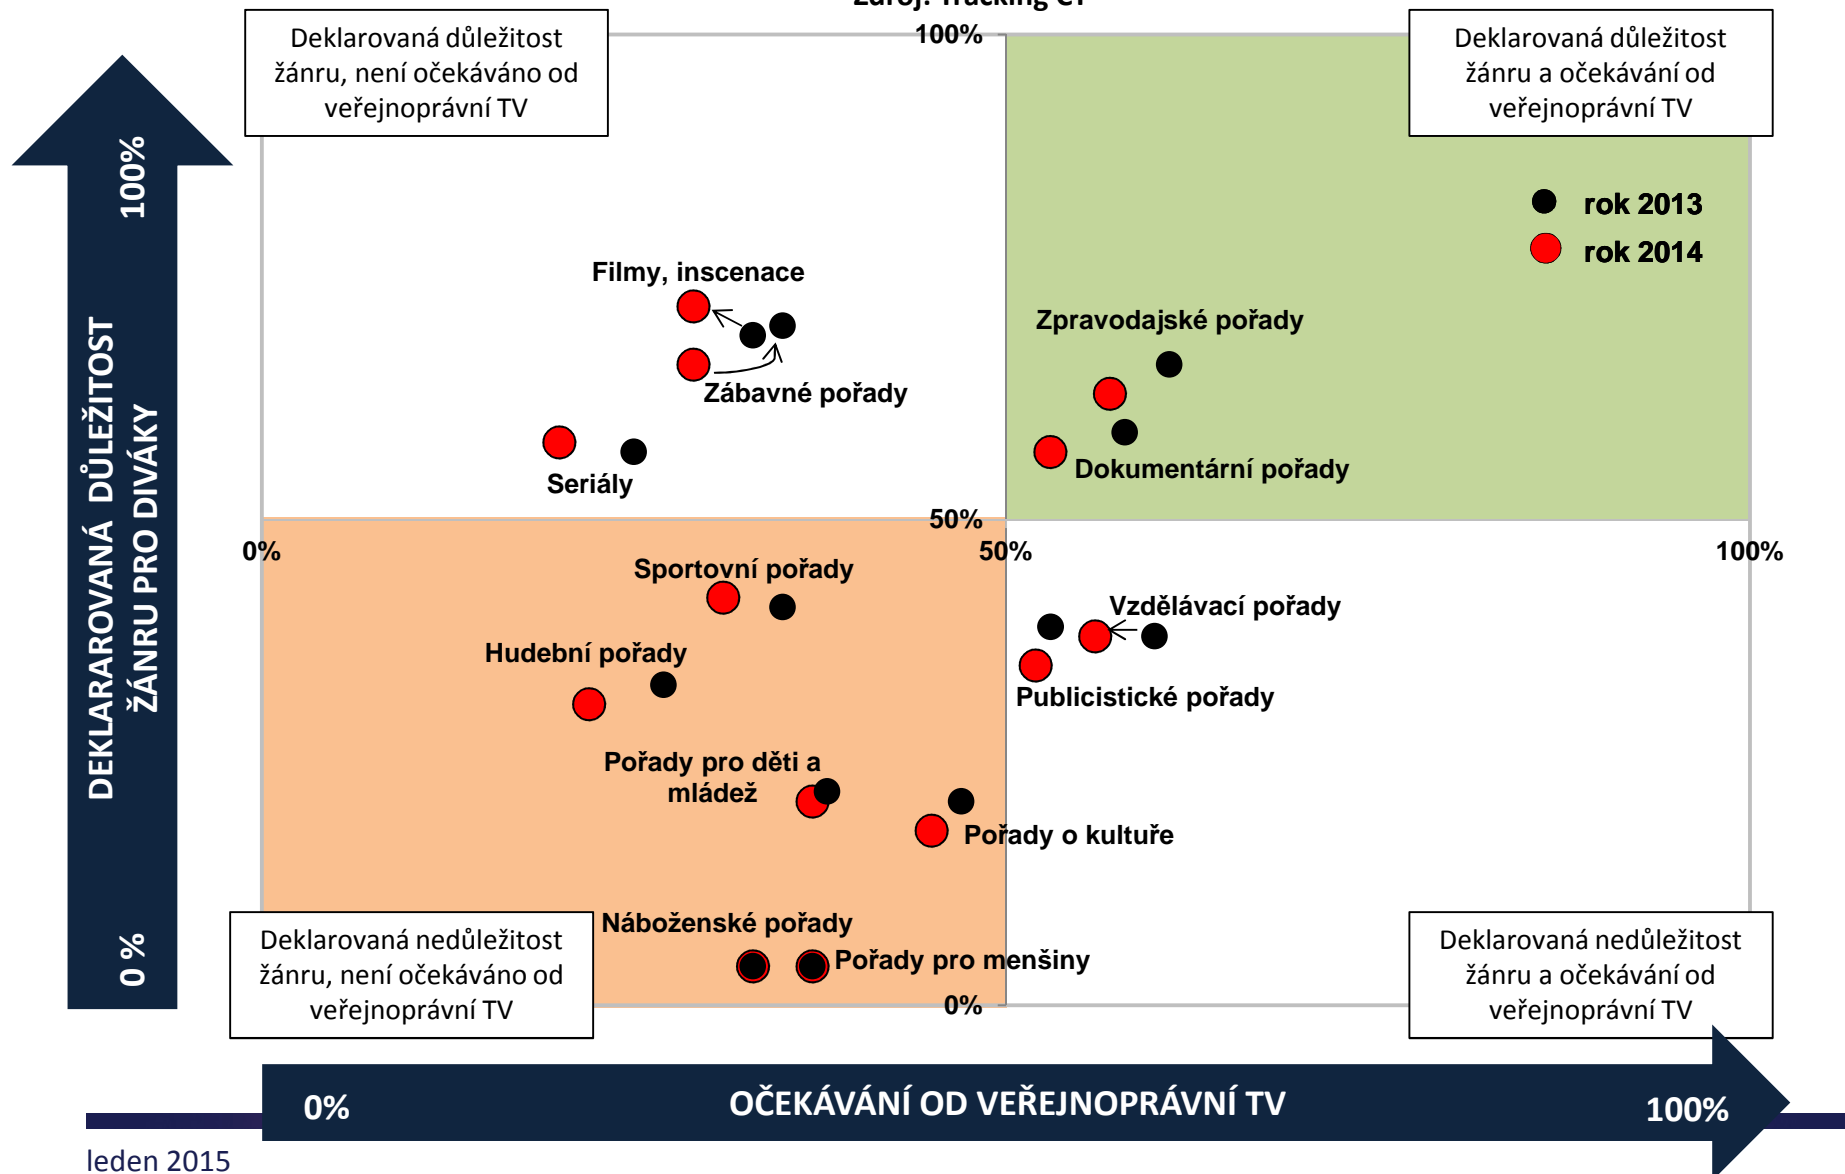 Zdroj: Tracking ČT
Deklarovaná důležitost
žánru, není očekáváno od
veřejnoprávní TV
100%
Deklarovaná důležitost
žánru a očekávání od
veřejnoprávní TV
100%
rok 2013
rok 2014
Filmy, inscenace
Zpravodajské pořady
Zábavné pořady
Dokumentární pořady
Seriály
DEKLARAROVANÁ DŮLEŽITOST
ŽÁNRU PRO DIVÁKY
50%
0%
50%
100%
Sportovní pořady
Vzdělávací pořady
Hudební pořady
Publicistické pořady
Pořady pro děti a
mládež
Pořady o kultuře
Náboženské pořady
Pořady pro menšiny
0 %
Deklarovaná nedůležitost
žánru, není očekáváno od
veřejnoprávní TV
0%
Deklarovaná nedůležitost
žánru a očekávání od
veřejnoprávní TV
0%
OČEKÁVÁNÍ OD VEŘEJNOPRÁVNÍ TV
100%
leden 2015